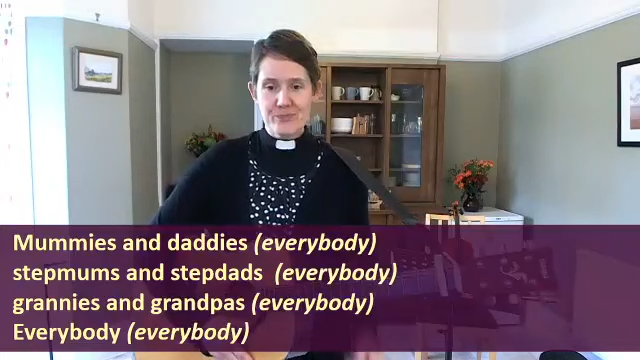 Mummies and daddies (everybody)
stepmums and stepdads (everybody)
grannies and grandpas (everybody)
Everybody (everybody)